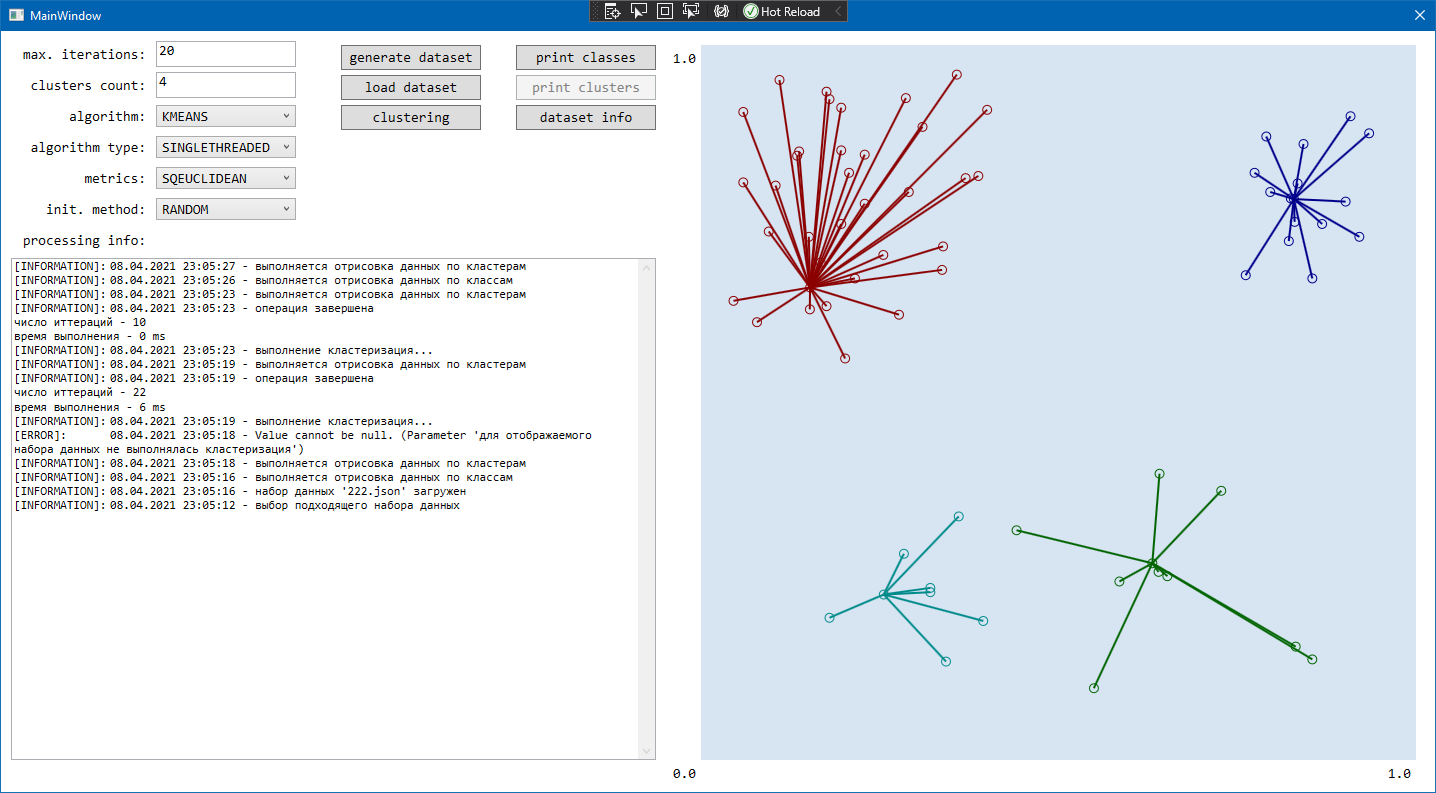 MainWindow
Hot Reload
max. iterations: 20
clusters count: 4
algorithm: KMEANS
algorithm type: SINGLETHREADED
metrics: SQEUCLIDEAN
init. method: RANDOM
processing info:
generate dataset
load dataset
clustering
print classes
print clusters
dataset info
[INFORMATION]: 08.04.2021 23:05:27 - выполняется отрисовка данных по кластерам
[INFORMATION]: 08.04.2021 23:05:26 - выполняется отрисовка данных по классам
[INFORMATION]: 08.04.2021 23:05:23 - выполняется отрисовка данных по кластерам
[INFORMATION]: 08.04.2021 23:05:23 - операция завершена
число иттераций - 10
время выполнения - 0 ms
[INFORMATION]: 08.04.2021 23:05:23 - выполнение кластеризация...
[INFORMATION]: 08.04.2021 23:05:19 - выполняется отрисовка данных по кластерам
[INFORMATION]: 08.04.2021 23:05:19 - операция завершена
число иттераций - 22
время выполнения - 6 ms
[INFORMATION]: 08.04.2021 23:05:19 - выполнение кластеризация...
[ERROR]: 08.04.2021 23:05:18 - Value cannot be null. (Parameter 'для отображаемого
набора данных не выполнялась кластеризация')
[INFORMATION]: 08.04.2021 23:05:18 - выполняется отрисовка данных по кластерам
[INFORMATION]: 08.04.2021 23:05:16 - выполняется отрисовка данных по классам
[INFORMATION]: 08.04.2021 23:05:16 - набор данных '222.json' загружен
[INFORMATION]: 08.04.2021 23:05:12 - выбор подходящего набора данных
1.0
0.0
1.0